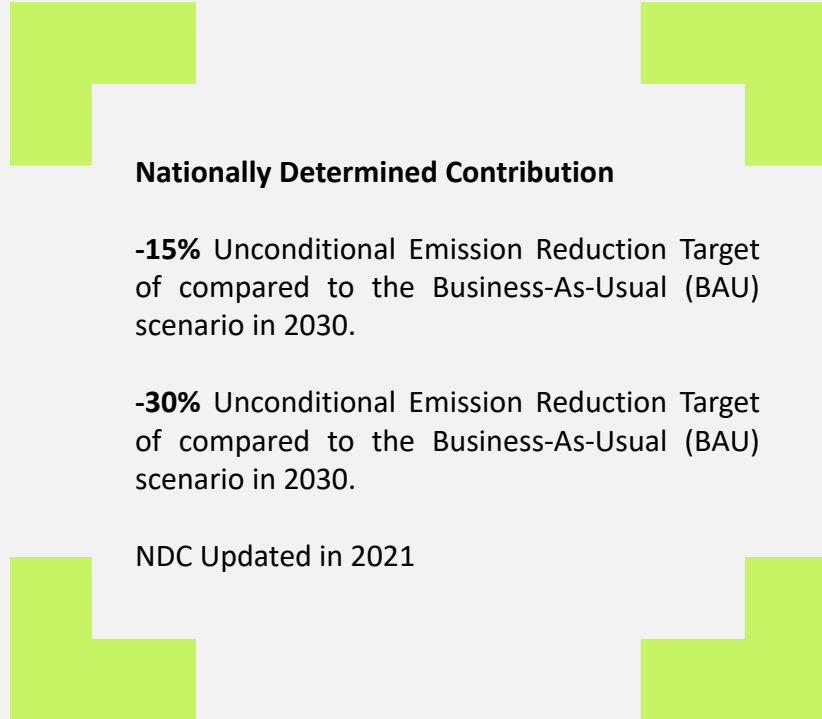 Nationally Determined Contribution
-15% Unconditional Emission Reduction Target
of compared to the Business-As-Usual (BAU)
scenario in 2030.
-30% Unconditional Emission Reduction Target
of compared to the Business-As-Usual (BAU)
scenario in 2030.
NDC Updated in 2021